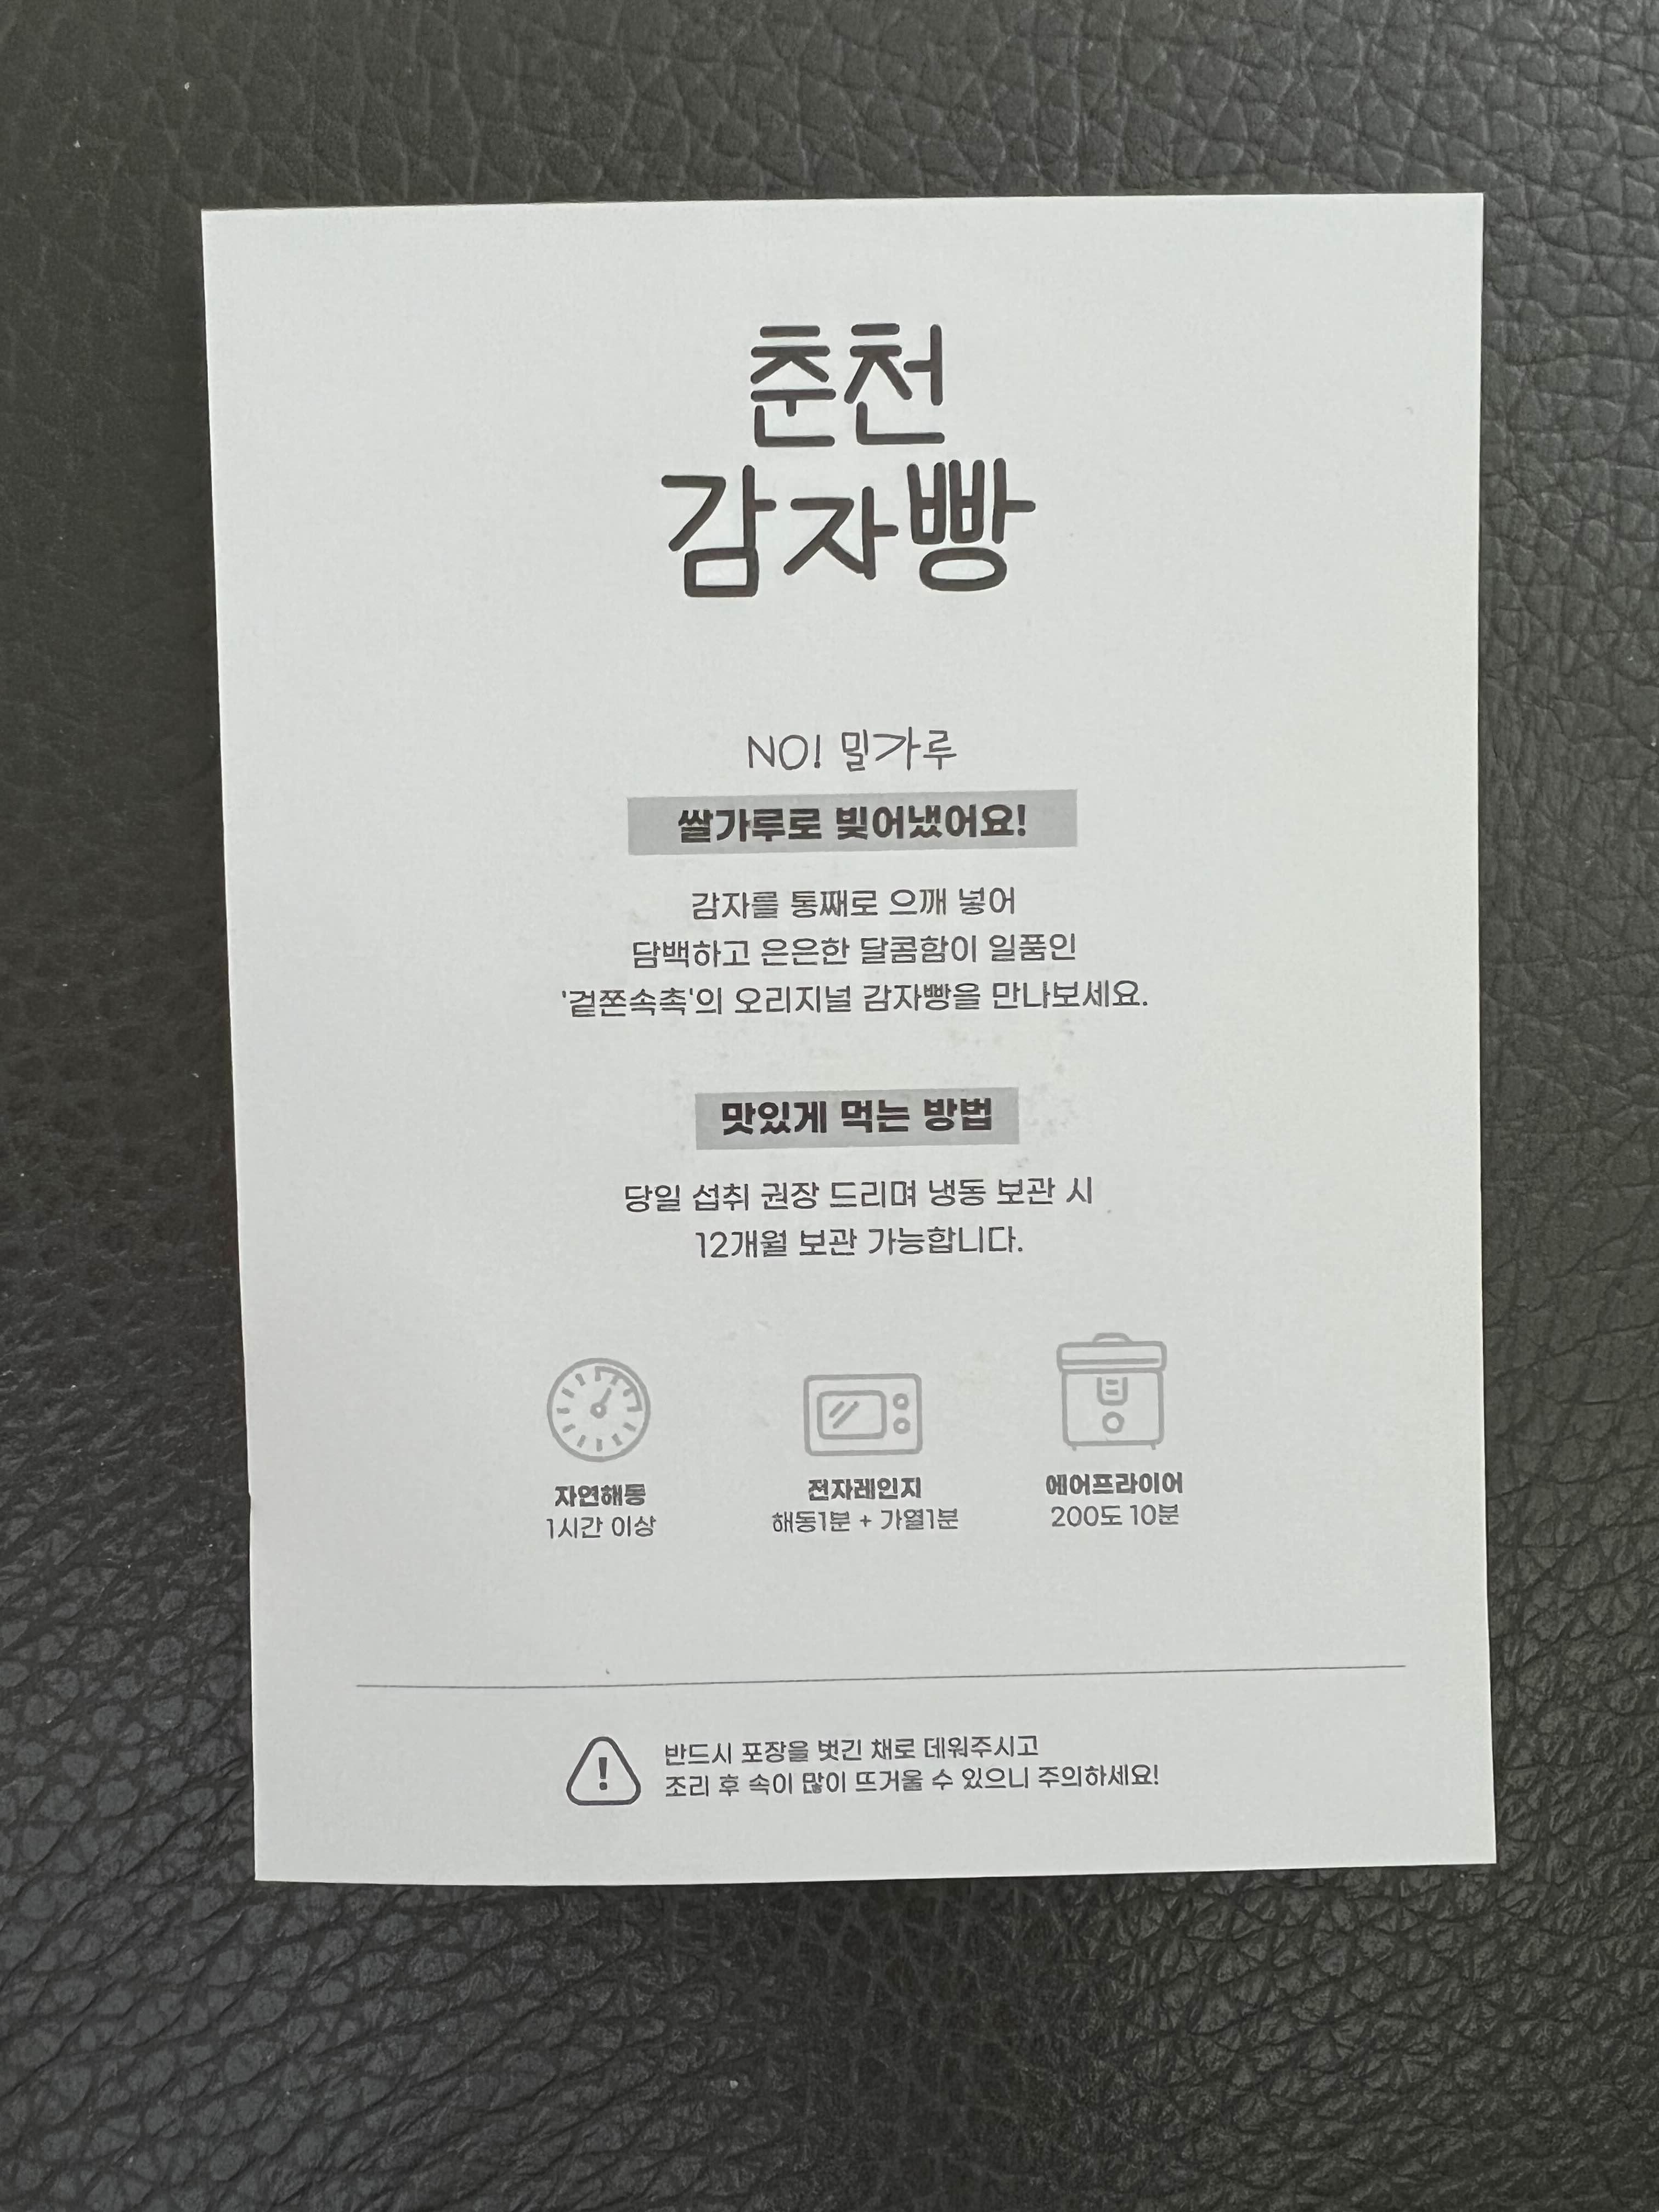 춘천
감자빵
NO! 밀가루
쌀가루로 빚어냈어요!
감자를 통째로 으깨 넣어
담백하고 은은한 달콤함이 일품인
'겉쫀속촉'의 오리지널 감자빵을 만나보세요.
맛있게 먹는 방법
당일 섭취 권장 드리며 냉동 보관 시
12개월 보관 가능합니다.
자연해동
1시간 이상
전자레인지
해동1분 + 가열1분
에어프라이어
200도 10분
반드시 포장을 벗긴 채로 데워주시고
조리 후 속이 많이 뜨거울 수 있으니 주의하세요!